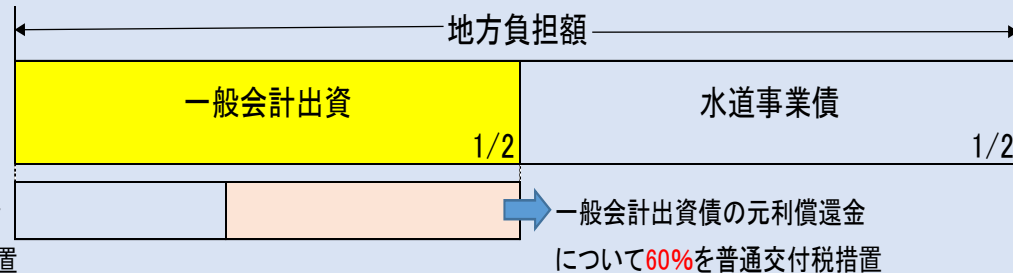 地方負担額
一般会計出資
1/2
水道事業債
1/2
一般会計出資債の元利償還金
について60%を普通交付税措置
置